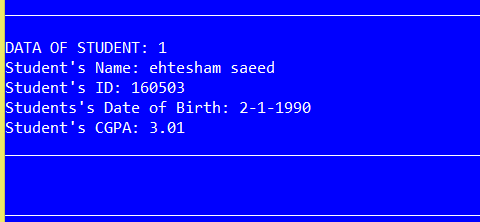 DATA OF STUDENT: 1
Student's Name: ehtesham saeed
Student's ID: 160503
Students's Date of Birth: 2-1-1990
Student's CGPA: 3.01